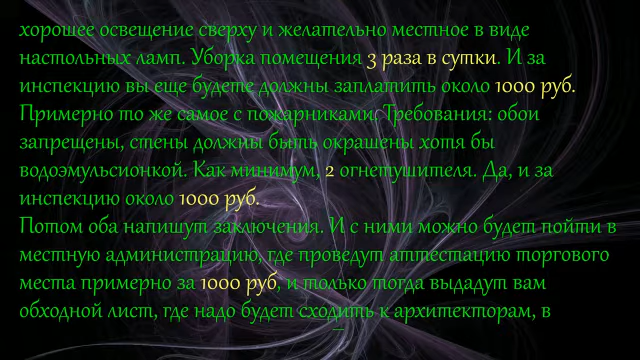 хорошее освещение сверху и желательно местное в виде
настольных ламп. Уборка помещения 3 раза в сутки. И за
инспекцию вы еще будете должны заплатить около 1000 руб.
Примерно то же самое с пожарниками. Требования: обои
запрещены, стены должны быть окрашены хотя бы
водоэмульсионкой. Как минимум, 2 огнетушителя. Да, и за
инспекцию около 1000 руб.
Потом оба напишут заключения. И с ними можно будет пойти в
местную администрацию, где проведут аттестацию торгового
места примерно за 1000 руб, и только тогда выдадут вам
обходной лист, где надо будет сходить к архитекторам, в